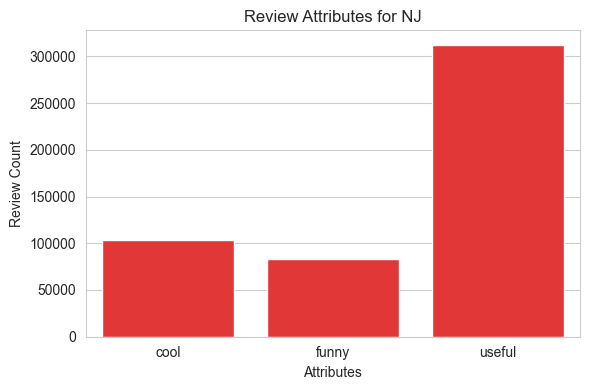 Review Attributes for NJ
Review Count
300000
250000
200000
150000
100000
50000
0
cool funny useful
Attributes